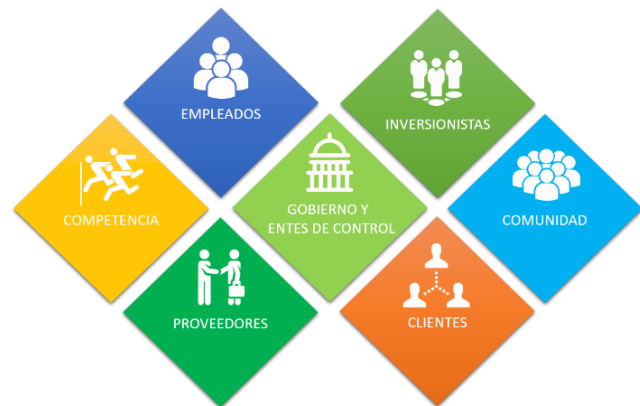 EMPLEADOS
INVERSIONISTAS
COMPETENCIA
GOBIERNO Y
ENTES DE CONTROL
COMUNIDAD
PROVEEDORES
CLIENTES